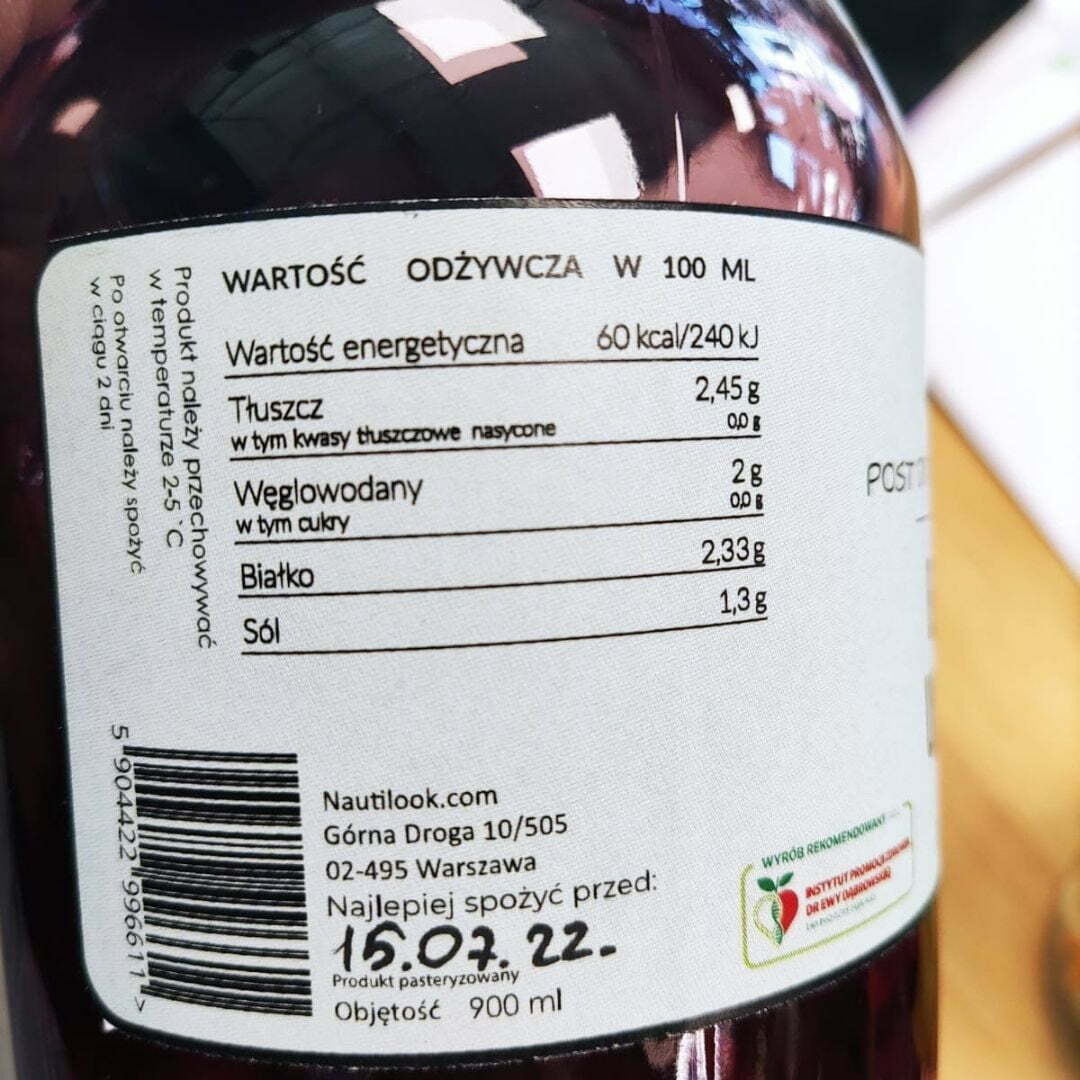 Produkt należy przechowywać
w temperaturze 2-5 °C
Po otwarciu należy spożyć
w ciągu 2 dni
WARTOŚĆ ODŻYWCZA W 100 ML
Wartość energetyczna 60 kcal/240 kJ
Tłuszcz 2,45 g
w tym kwasy tłuszczowe nasycone 0,0 g
Węglowodany 2 g
w tym cukry 0,0 g
Białko 2,33 g
Sól 1,3 g
POST
5 904422 996611 >
Nautilook.com
Górna Droga 10/505
02-495 Warszawa
Najlepiej spożyć przed:
15.07.22.
Produkt pasteryzowany
Objętość 900 ml
WYRÓB REKOMENDOWANY
INSTYTUT PROMOCJI ZDROWIA
DR EWY DĄBROWSKIEJ